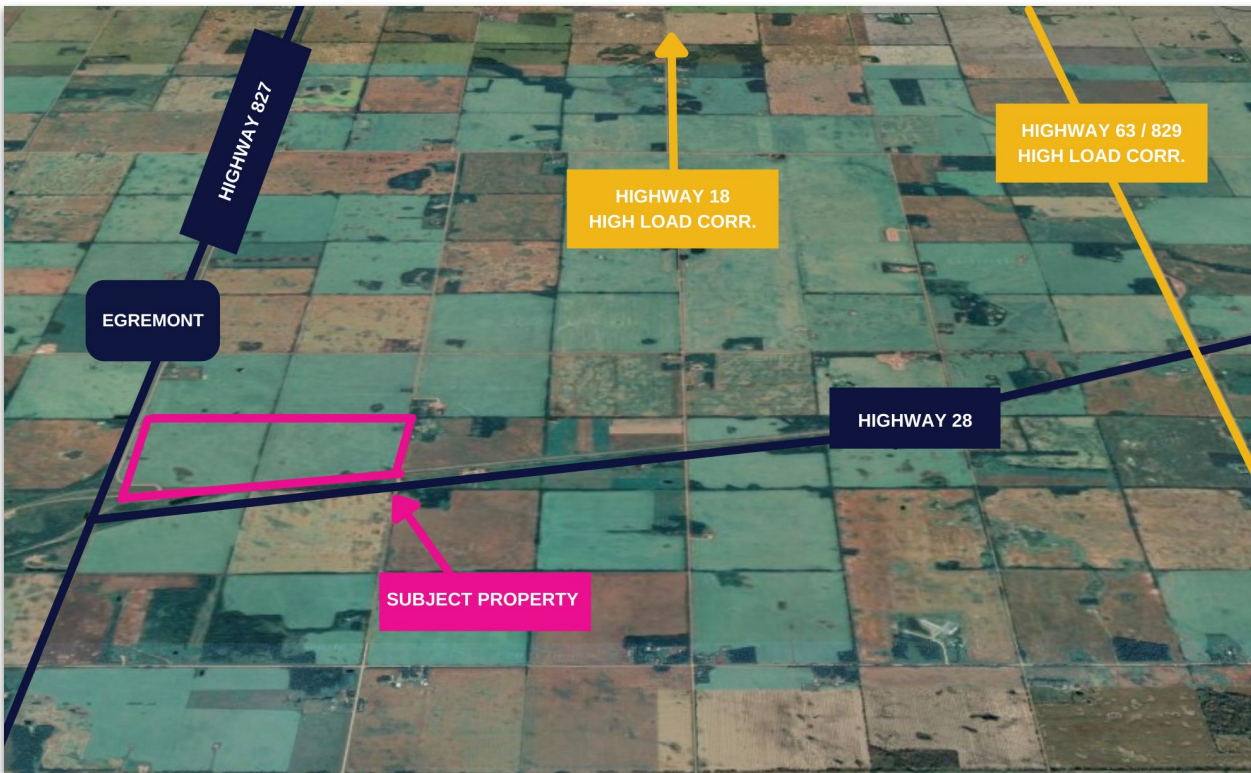 HIGHWAY 827
HIGHWAY 63 / 829
HIGH LOAD CORR.
HIGHWAY 18
HIGH LOAD CORR.
EGREMONT
HIGHWAY 28
SUBJECT PROPERTY